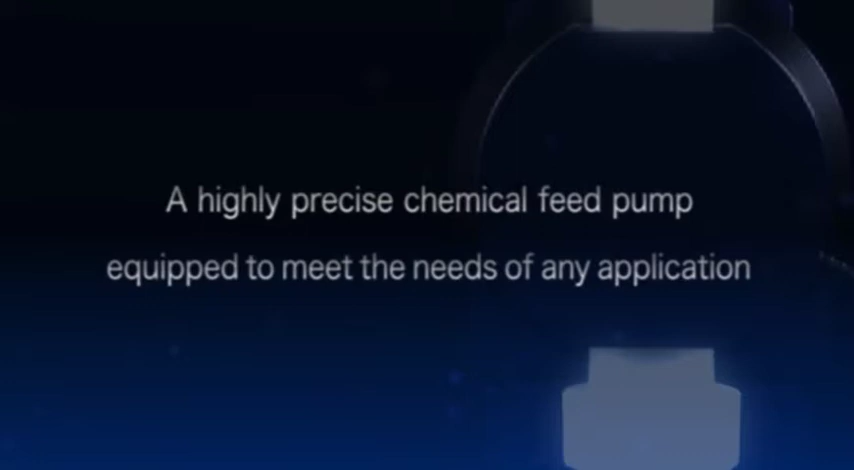 A highly precise chemical feed pump
equipped to meet the needs of any application